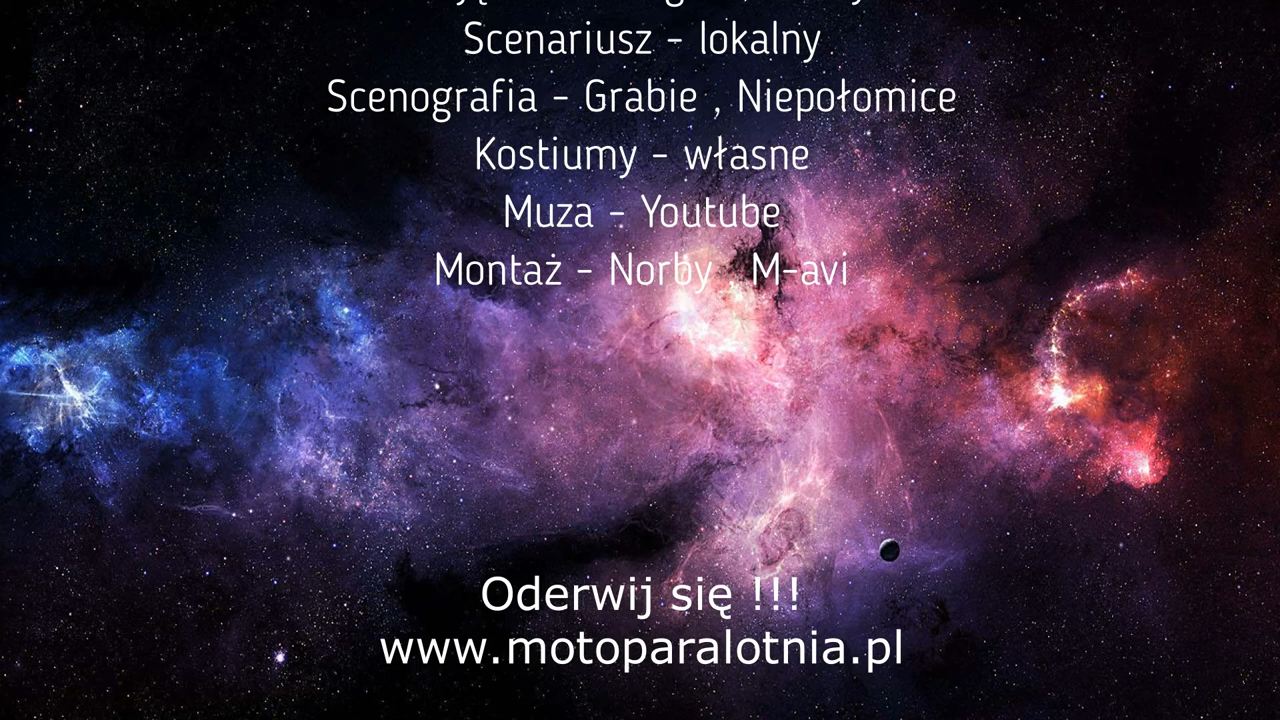 Scenariusz - lokalny
Scenografia - Grabie , Niepołomice
Kostiumy - własne
Muza - Youtube
Montaż - Norby , M-avi
Oderwij się !!!
www.motoparalotnia.pl